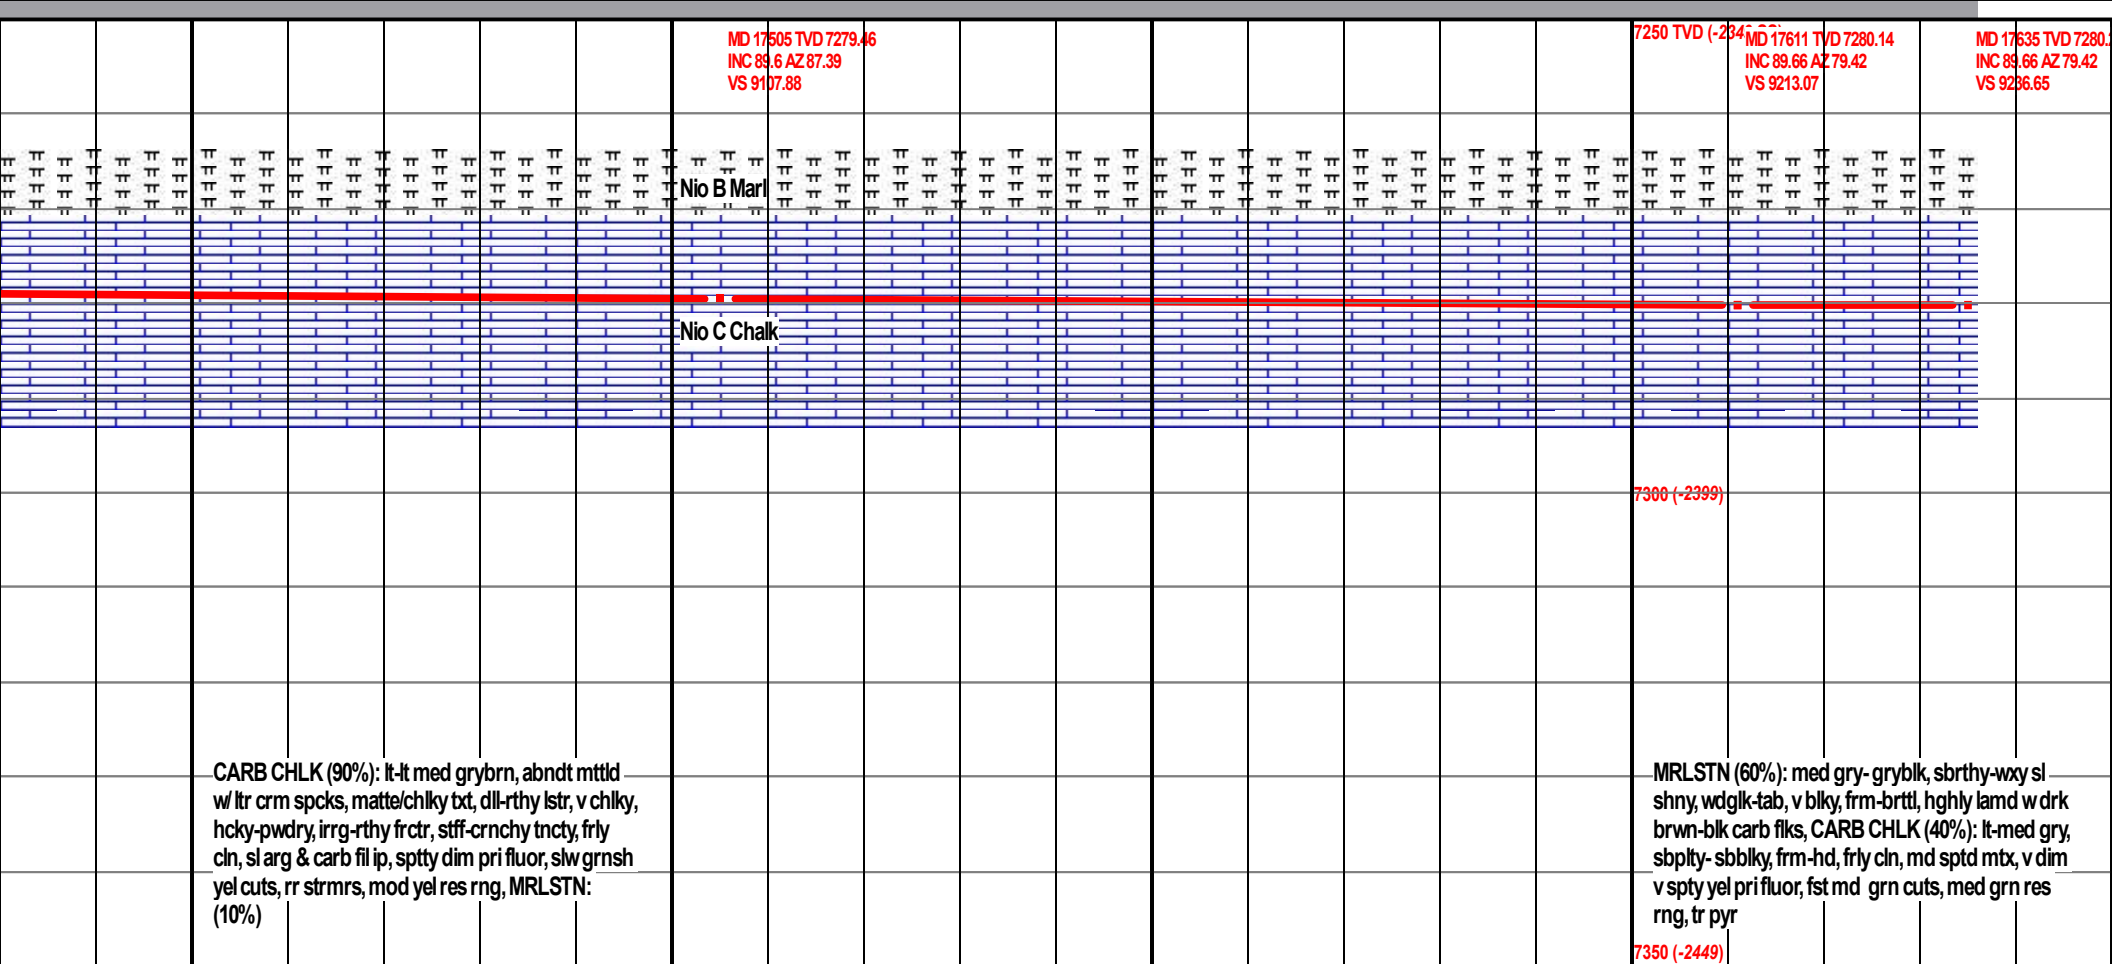 MD 17505 TVD 7279.46
INC 89.6 AZ 87.39
VS 9107.88
7250 TVD (-234
MD 17611 TVD 7280.14
INC 89.66 AZ 79.42
VS 9213.07
MD 17635 TVD 7280.
INC 89.66 AZ 79.42
VS 9236.65
Nio B Marl
Nio C Chalk
7300 (-2399)
CARB CHLK (90%): lt-lt med grybrn, abndt mttld
w/ ltr crm spcks, matte/chlky txt, dll-rthy lstr, v chlky,
hcky-pwdry, irrg-rthy frctr, stff-crnchy tncty, frly
cln, sl arg & carb fil ip, sptty dim pri fluor, slw grnsh
yel cuts, rr strmrs, mod yel res rng, MRLSTN:
(10%)
MRLSTN (60%): med gry- gryblk, sbrthy-wxy sl
shny, wdglk-tab, v blky, frm-brttl, hghly lamd w drk
brwn-blk carb flks, CARB CHLK (40%): lt-med gry,
sbplty- sbblky, frm-hd, frly cln, md sptd mtx, v dim
v spty yel pri fluor, fst md grn cuts, med grn res
rng, tr pyr
7350 (-2449)